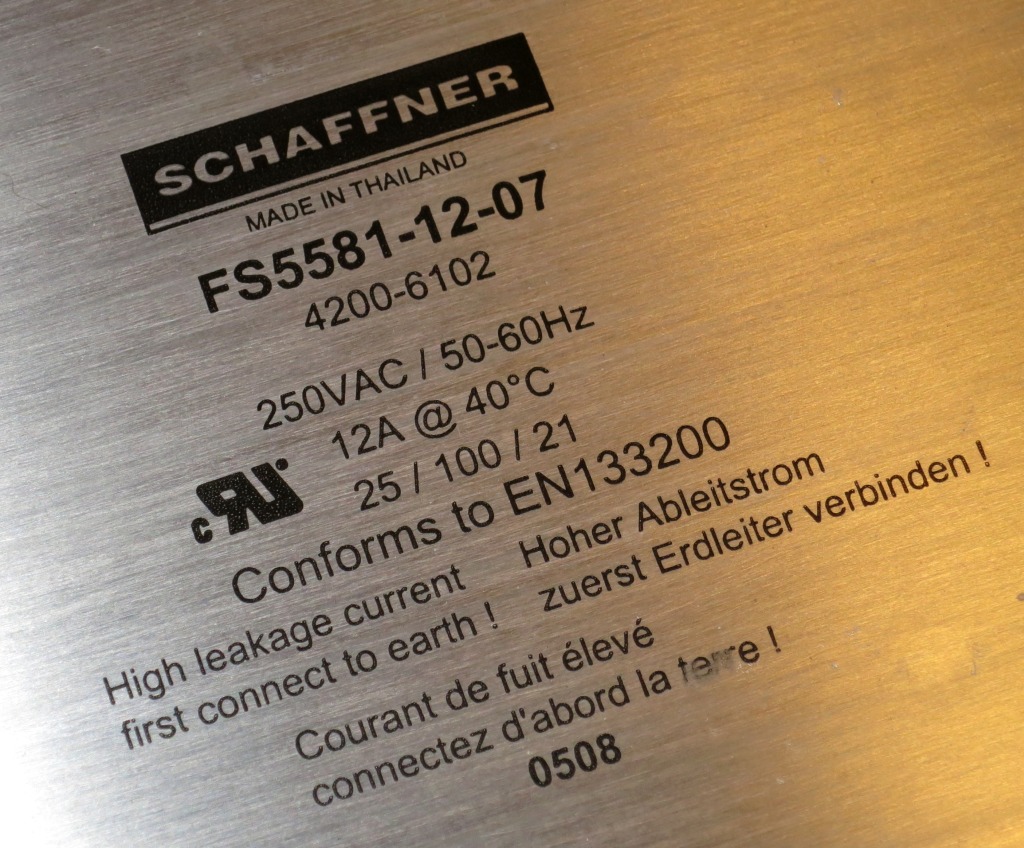 SCHAFFNER
MADE IN THAILAND
FS5581-12-07
4200-6102
250VAC / 50-60Hz
12A @ 40°C
25 / 100 / 21
Conforms to EN133200
High leakage current
first connect to earth !
Hoher Ableitstrom
zuerst Erdleiter verbinden !
Courant de fuit élevé
connectez d'abord la terre !
0508